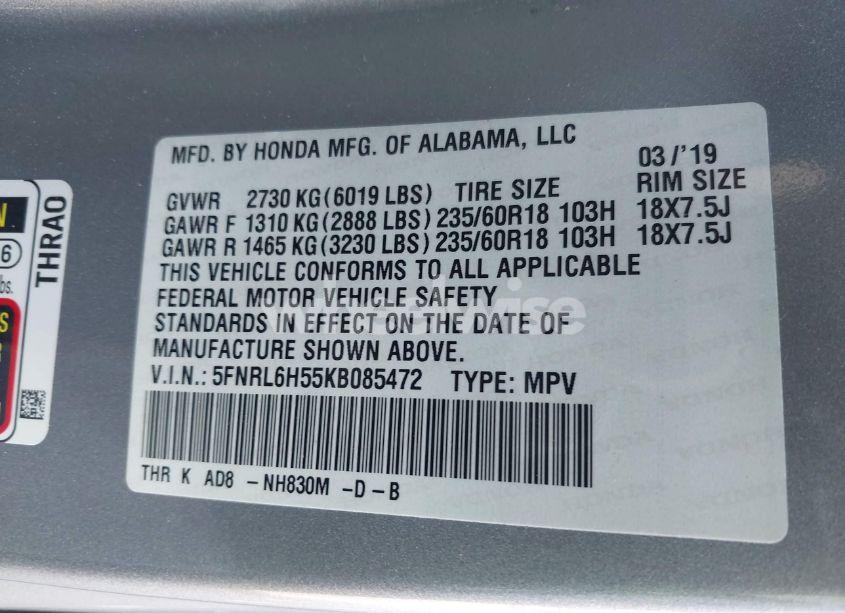 MFD. BY HONDA MFG. OF ALABAMA, LLC
03/'19
GVWR 2730 KG(6019 LBS) TIRE SIZE RIM SIZE
GAWR F 1310 KG(2888 LBS) 235/60R18 103H 18X7.5J
GAWR R 1465 KG(3230 LBS) 235/60R18 103H 18X7.5J
THIS VEHICLE CONFORMS TO ALL APPLICABLE
FEDERAL MOTOR VEHICLE SAFETY
STANDARDS IN EFFECT ON THE DATE OF
MANUFACTURE SHOWN ABOVE.
V.I.N.: 5FNRL6H55KB085472 TYPE: MPV
THR K AD8 -NH830M -D-B
THRAO
N
6
bs.
S